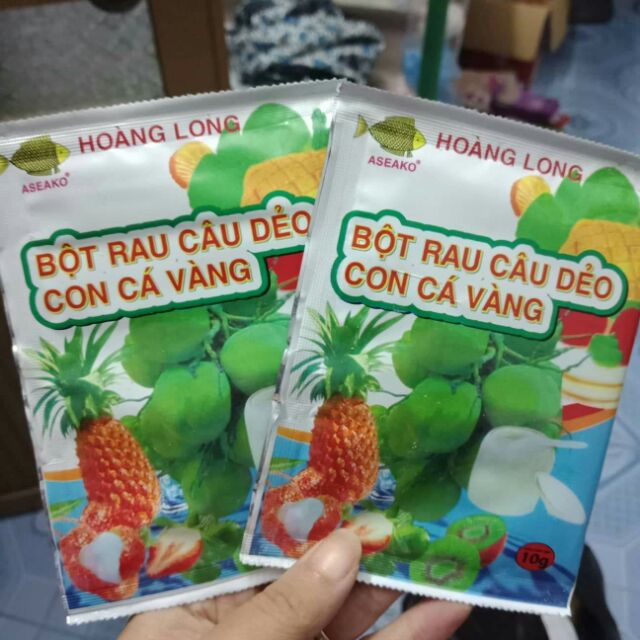 HOÀNG LONG
ASEAKO®
BỘT RAU CÂU DẺO
CON CÁ VÀNG
HOÀNG LONG
ASEAKO®
BỘT RAU CÂU DẺO
CON CÁ VÀNG
10g